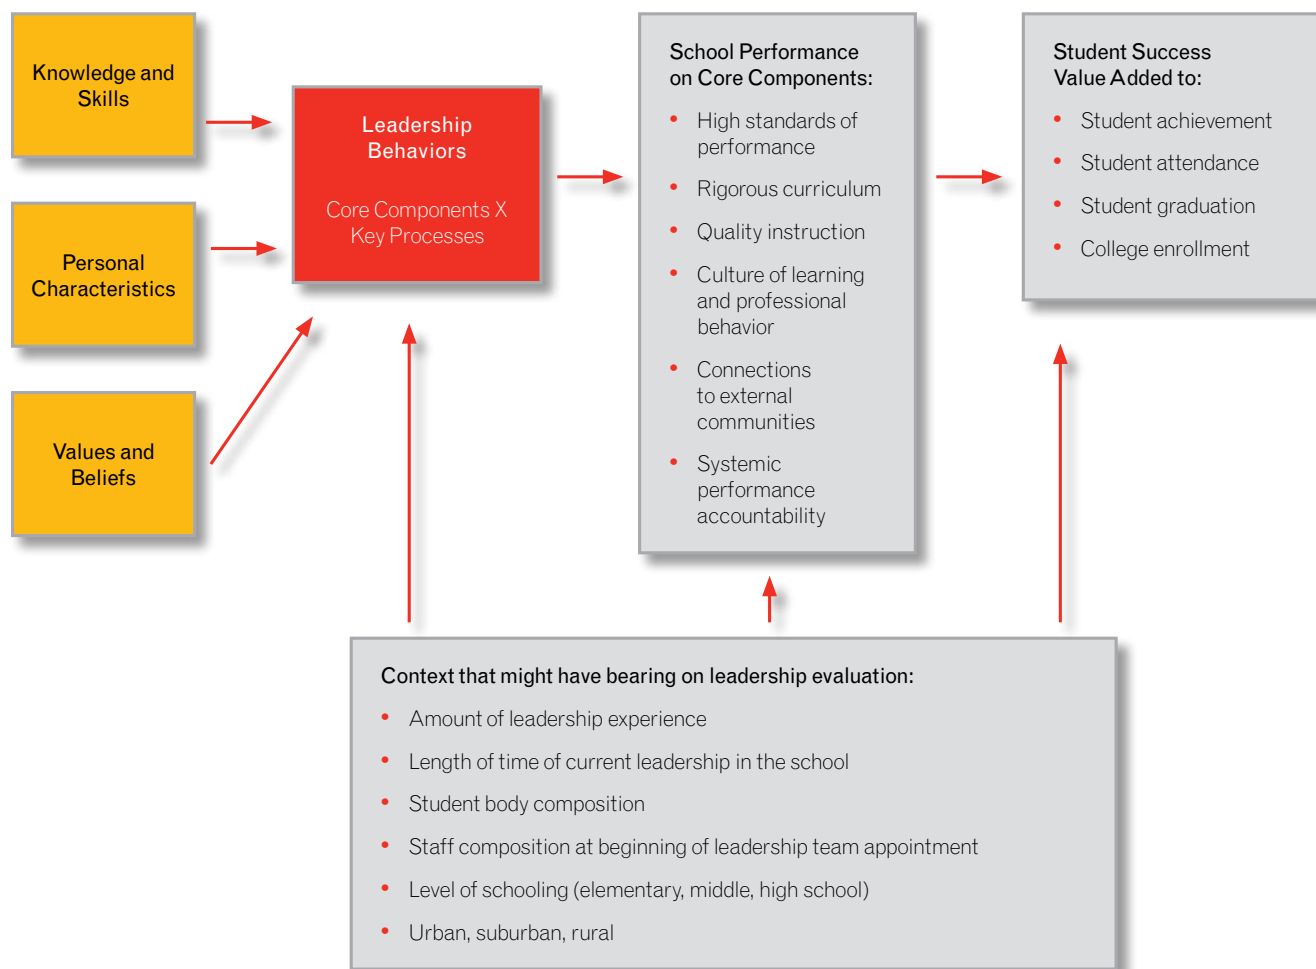 Knowledge and
Skills
Personal
Characteristics
Values and
Beliefs
Leadership
Behaviors
Core Components X
Key Processes
School Performance
on Core Components:
• High standards of
performance
• Rigorous curriculum
• Quality instruction
• Culture of learning
and professional
behavior
• Connections
to external
communities
• Systemic
performance
accountability
Student Success
Value Added to:
• Student achievement
• Student attendance
• Student graduation
• College enrollment
Context that might have bearing on leadership evaluation:
• Amount of leadership experience
• Length of time of current leadership in the school
• Student body composition
• Staff composition at beginning of leadership team appointment
• Level of schooling (elementary, middle, high school)
• Urban, suburban, rural